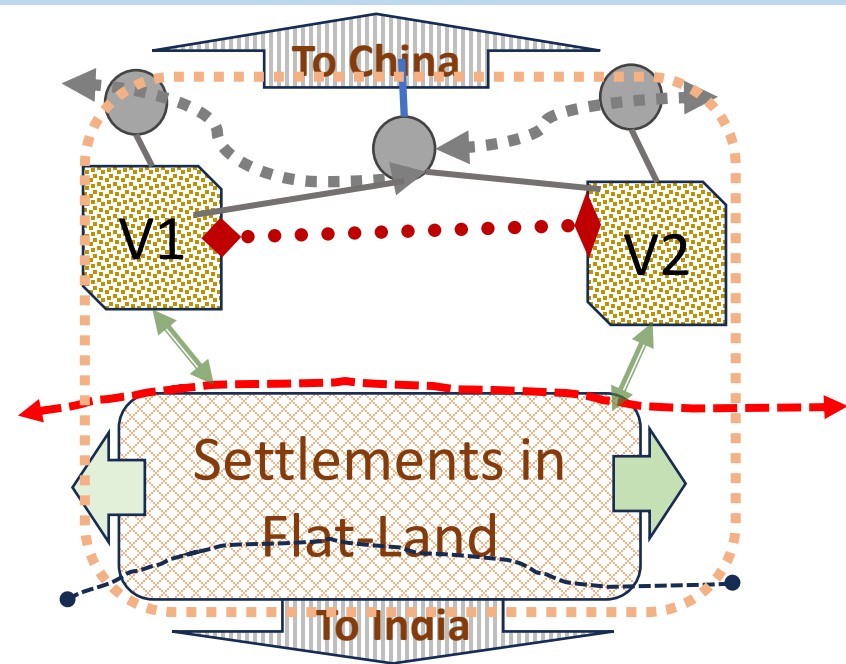 To China
V1
V2
Settlements in
Flat-Land
To India